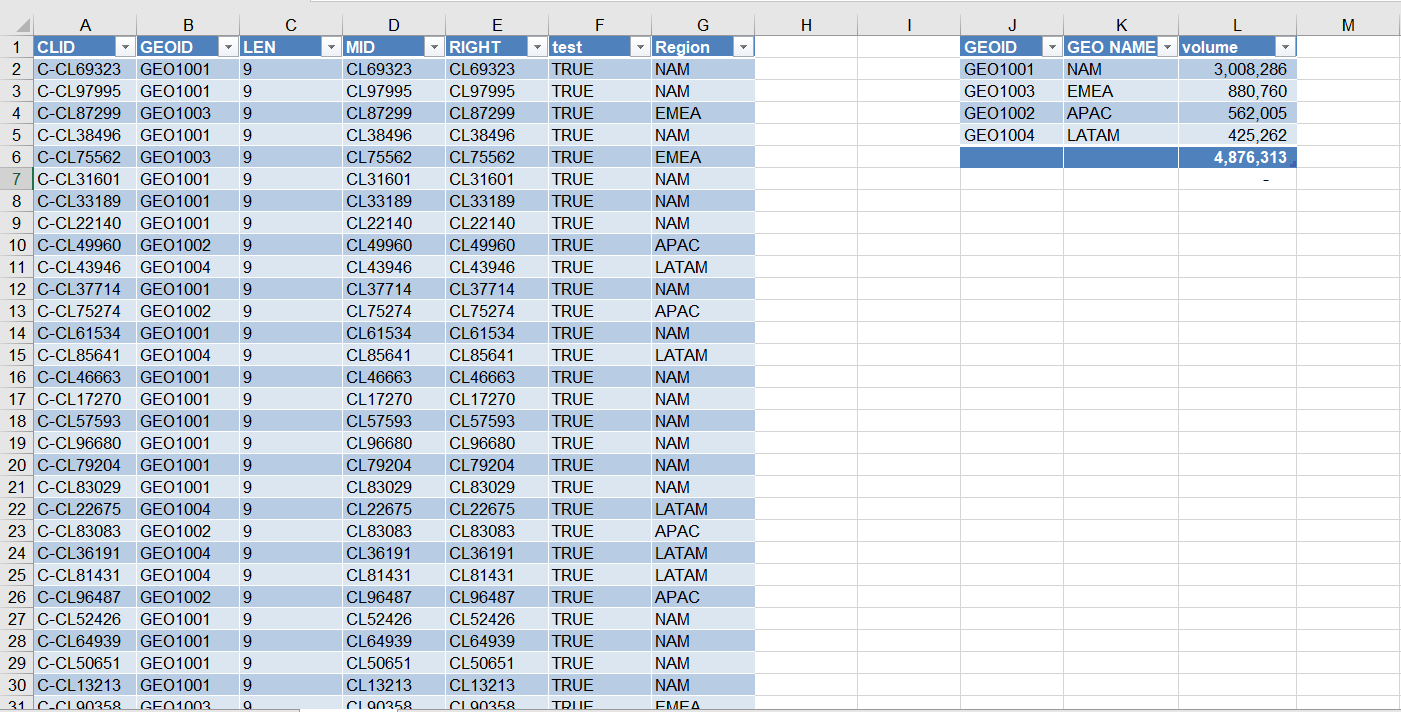 A B C D E F G H I J K L M
1 CLID GEOID LEN MID RIGHT test Region GEOID GEO NAME volume
2 C-CL69323 GEO1001 9 CL69323 CL69323 TRUE NAM GEO1001 NAM 3,008,286
3 C-CL97995 GEO1001 9 CL97995 CL97995 TRUE NAM GEO1003 EMEA 880,760
4 C-CL87299 GEO1003 9 CL87299 CL87299 TRUE EMEA GEO1002 APAC 562,005
5 C-CL38496 GEO1001 9 CL38496 CL38496 TRUE NAM GEO1004 LATAM 425,262
6 C-CL75562 GEO1003 9 CL75562 CL75562 TRUE EMEA 4,876,313
7 C-CL31601 GEO1001 9 CL31601 CL31601 TRUE NAM -
8 C-CL33189 GEO1001 9 CL33189 CL33189 TRUE NAM
9 C-CL22140 GEO1001 9 CL22140 CL22140 TRUE NAM
10 C-CL49960 GEO1002 9 CL49960 CL49960 TRUE APAC
11 C-CL43946 GEO1004 9 CL43946 CL43946 TRUE LATAM
12 C-CL37714 GEO1001 9 CL37714 CL37714 TRUE NAM
13 C-CL75274 GEO1002 9 CL75274 CL75274 TRUE APAC
14 C-CL61534 GEO1001 9 CL61534 CL61534 TRUE NAM
15 C-CL85641 GEO1004 9 CL85641 CL85641 TRUE LATAM
16 C-CL46663 GEO1001 9 CL46663 CL46663 TRUE NAM
17 C-CL17270 GEO1001 9 CL17270 CL17270 TRUE NAM
18 C-CL57593 GEO1001 9 CL57593 CL57593 TRUE NAM
19 C-CL96680 GEO1001 9 CL96680 CL96680 TRUE NAM
20 C-CL79204 GEO1001 9 CL79204 CL79204 TRUE NAM
21 C-CL83029 GEO1001 9 CL83029 CL83029 TRUE NAM
22 C-CL22675 GEO1004 9 CL22675 CL22675 TRUE LATAM
23 C-CL83083 GEO1002 9 CL83083 CL83083 TRUE APAC
24 C-CL36191 GEO1004 9 CL36191 CL36191 TRUE LATAM
25 C-CL81431 GEO1004 9 CL81431 CL81431 TRUE LATAM
26 C-CL96487 GEO1002 9 CL96487 CL96487 TRUE APAC
27 C-CL52426 GEO1001 9 CL52426 CL52426 TRUE NAM
28 C-CL64939 GEO1001 9 CL64939 CL64939 TRUE NAM
29 C-CL50651 GEO1001 9 CL50651 CL50651 TRUE NAM
30 C-CL13213 GEO1001 9 CL13213 CL13213 TRUE NAM
31 C-CL90358 GEO1003 9 CL90358 CL90358 TRUE EMEA